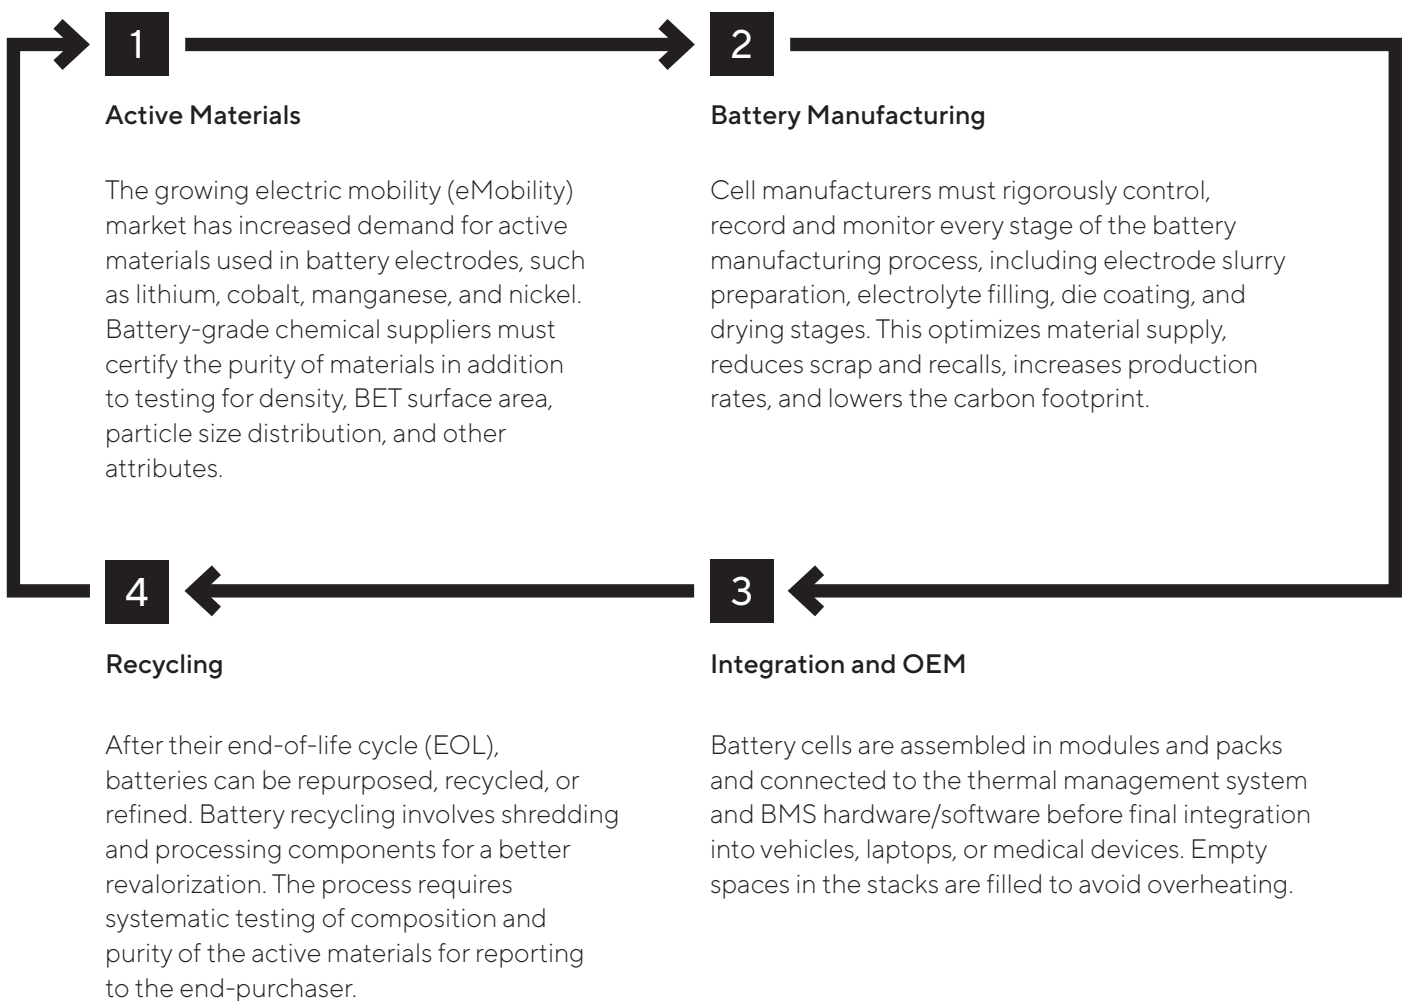 1
Active Materials
The growing electric mobility (eMobility)
market has increased demand for active
materials used in battery electrodes, such
as lithium, cobalt, manganese, and nickel.
Battery-grade chemical suppliers must
certify the purity of materials in addition
to testing for density, BET surface area,
particle size distribution, and other
attributes.
2
Battery Manufacturing
Cell manufacturers must rigorously control,
record and monitor every stage of the battery
manufacturing process, including electrode slurry
preparation, electrolyte filling, die coating, and
drying stages. This optimizes material supply,
reduces scrap and recalls, increases production
rates, and lowers the carbon footprint.
3
Integration and OEM
Battery cells are assembled in modules and packs
and connected to the thermal management system
and BMS hardware/software before final integration
into vehicles, laptops, or medical devices. Empty
spaces in the stacks are filled to avoid overheating.
4
Recycling
After their end-of-life cycle (EOL),
batteries can be repurposed, recycled, or
refined. Battery recycling involves shredding
and processing components for a better
revalorization. The process requires
systematic testing of composition and
purity of the active materials for reporting
to the end-purchaser.